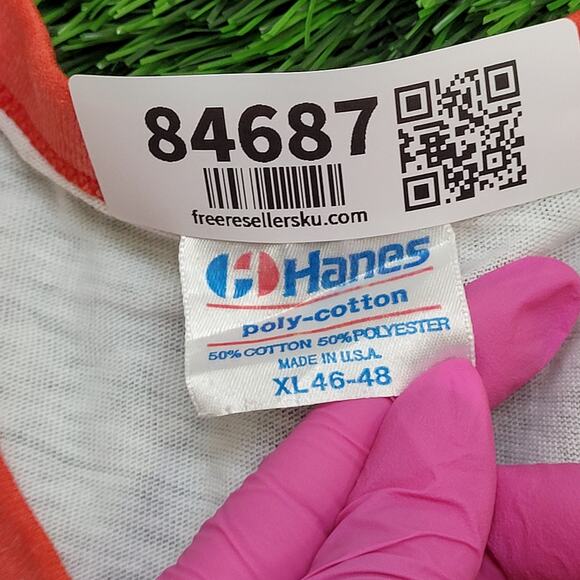 84687
freeresellersku.com
Hanes
poly-cotton
50% COTTON 50% POLYESTER
MADE IN U.S.A.
XL 46-48